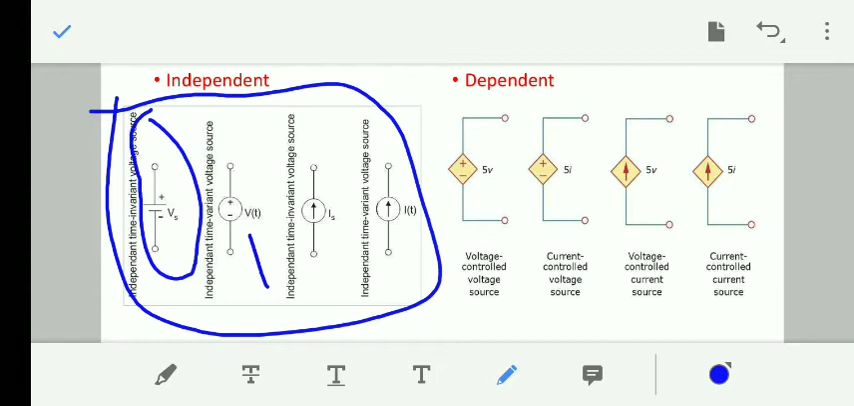 • Independent
• Dependent
Independant time-invariant voltage source
+
-
Vs
Independant time-variant voltage source
+
-
V(t)
Independant time-invariant voltage source
Is
Independant time-variant voltage source
I(t)
+
-
5v
+
-
5i
5v
5i
Voltage-
controlled
voltage
source
Current-
controlled
voltage
source
Voltage-
controlled
current
source
Current-
controlled
current
source
T
T
T